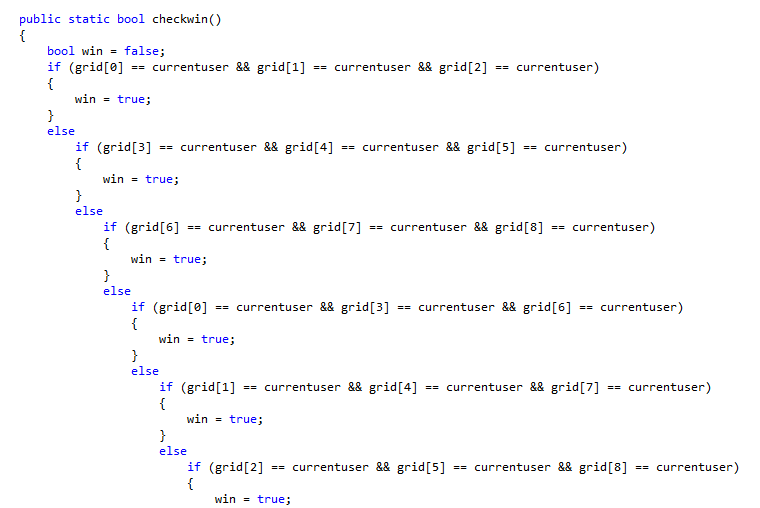 public static bool checkwin()
{
    bool win = false;
    if (grid[0] == currentuser && grid[1] == currentuser && grid[2] == currentuser)
    {
        win = true;
    }
    else
        if (grid[3] == currentuser && grid[4] == currentuser && grid[5] == currentuser)
        {
            win = true;
        }
        else
            if (grid[6] == currentuser && grid[7] == currentuser && grid[8] == currentuser)
            {
                win = true;
            }
            else
                if (grid[0] == currentuser && grid[3] == currentuser && grid[6] == currentuser)
                {
                    win = true;
                }
                else
                    if (grid[1] == currentuser && grid[4] == currentuser && grid[7] == currentuser)
                    {
                        win = true;
                    }
                    else
                        if (grid[2] == currentuser && grid[5] == currentuser && grid[8] == currentuser)
                        {
                            win = true;